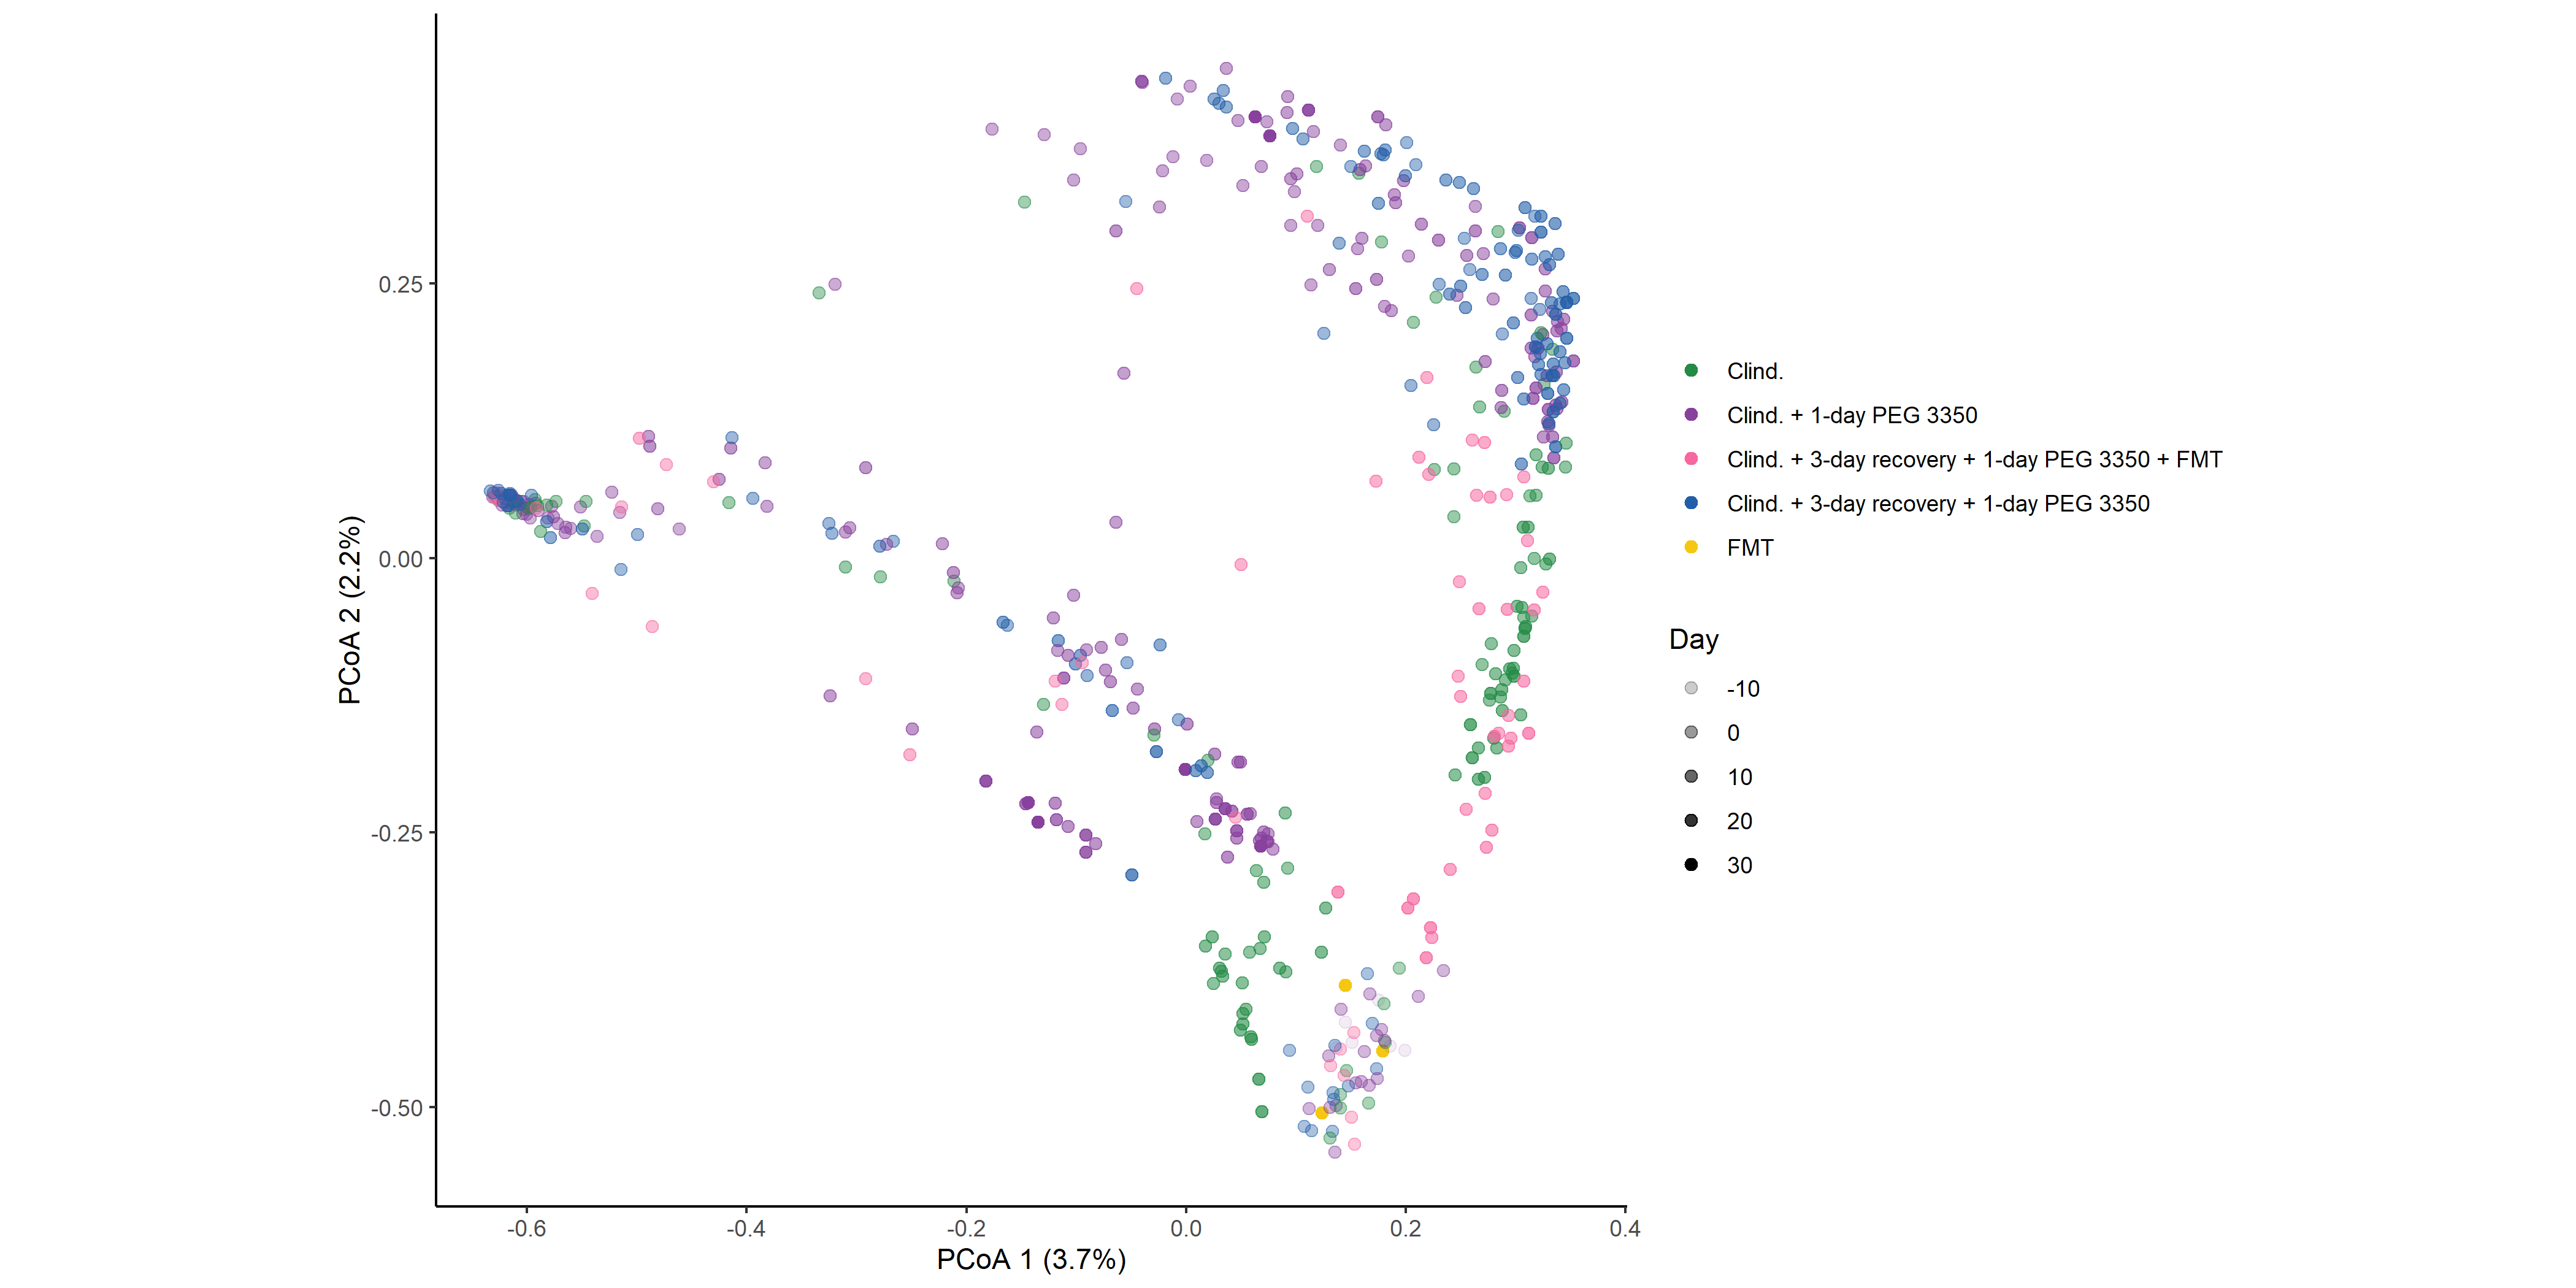 PCoA 2 (2.2%)
0.25
0.00
-0.25
-0.50
-0.6
-0.4
-0.2
0.0
0.2
0.4
PCoA 1 (3.7%)
Clind.
Clind. + 1-day PEG 3350
Clind. + 3-day recovery + 1-day PEG 3350 + FMT
Clind. + 3-day recovery + 1-day PEG 3350
FMT
Day
-10
0
10
20
30